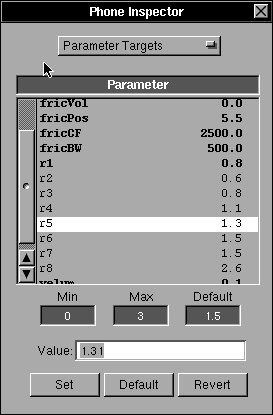 Phone Inspector
Parameter Targets
Parameter
fricVol 0.0
fricPos 5.5
fricCF 2500.0
fricBW 500.0
r1 0.8
r2 0.6
r3 0.8
r4 1.1
r5 1.3
r6 1.5
r7 1.5
r8 2.6
velum 0.1
Min Max Default
0 3 1.5
Value: 1.31
Set Default Revert